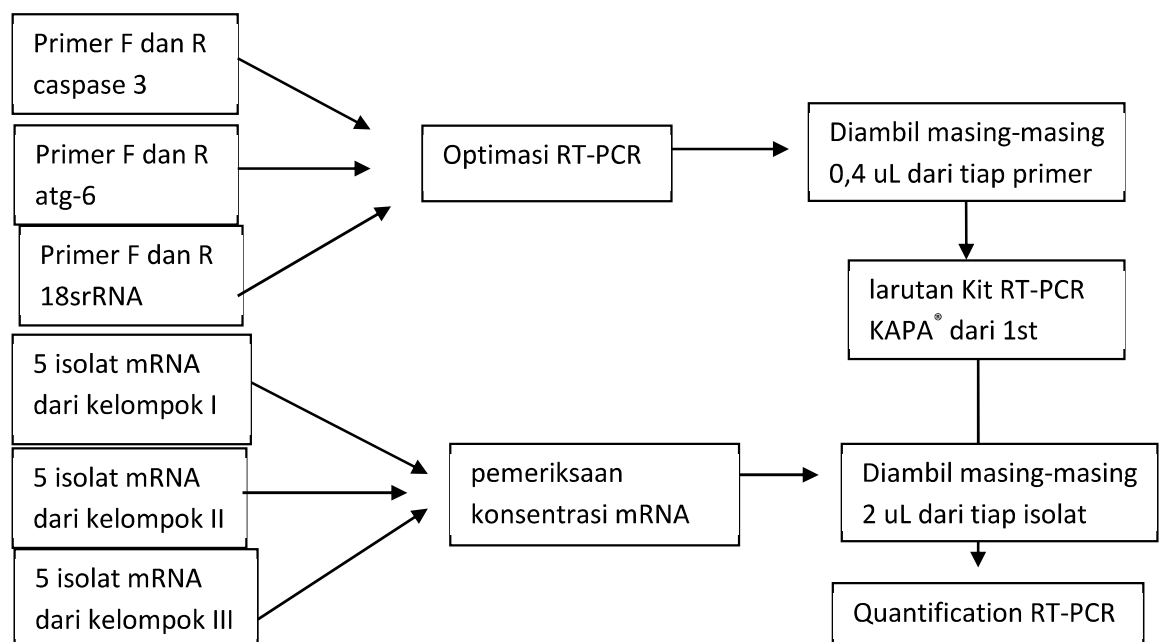 Primer F dan R
caspase 3
Primer F dan R
atg-6
Primer F dan R
18srRNA
Optimasi RT-PCR
Diambil masing-masing
0,4 uL dari tiap primer
larutan Kit RT-PCR
KAPA® dari 1st
5 isolat mRNA
dari kelompok I
5 isolat mRNA
dari kelompok II
5 isolat mRNA
dari kelompok III
pemeriksaan
konsentrasi mRNA
Diambil masing-masing
2 uL dari tiap isolat
Quantification RT-PCR